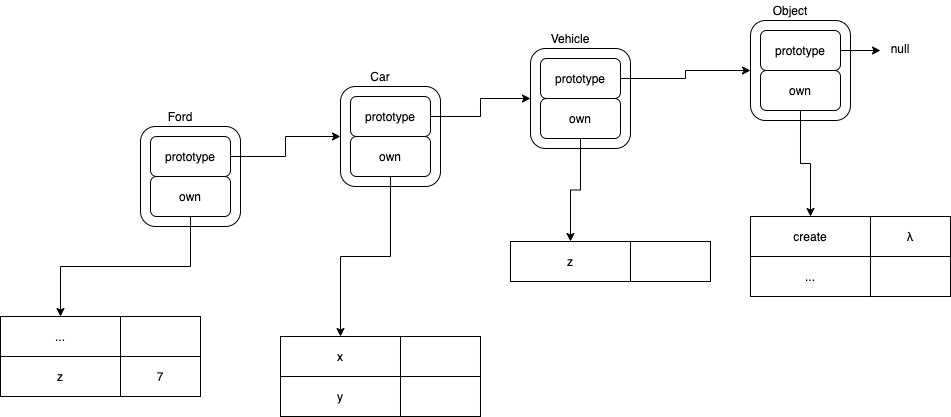 Object
prototype
null
own
Vehicle
prototype
own
Car
prototype
own
Ford
prototype
own
create λ
...
z
...
z 7
x
y